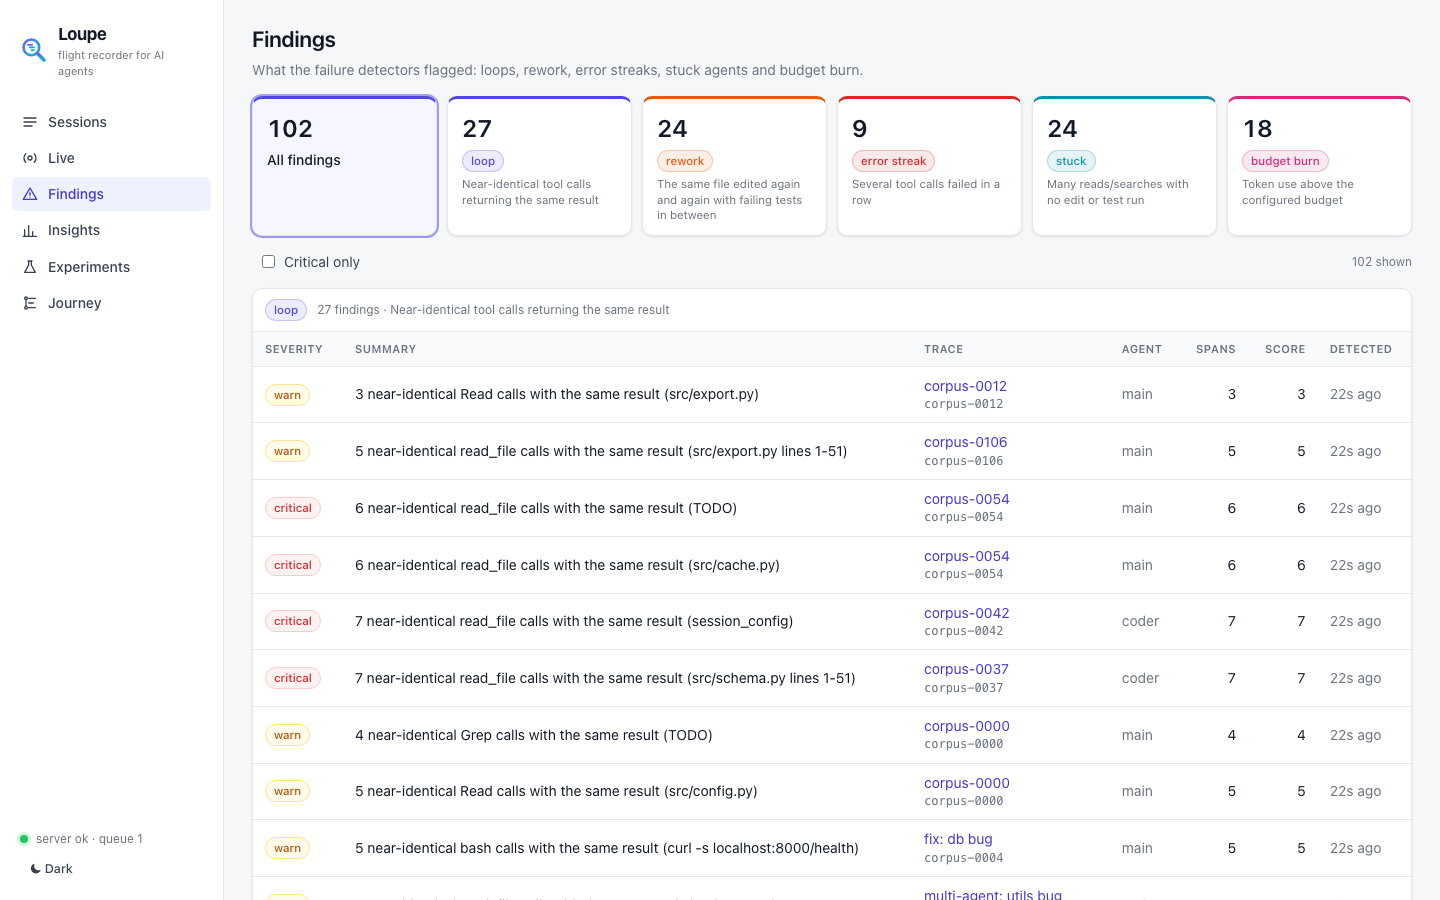 Loupe
flight recorder for AI
agents
Sessions
Live
Findings
Insights
Experiments
Journey
server ok · queue 1
Dark
Findings
What the failure detectors flagged: loops, rework, error streaks, stuck agents and budget burn.
102
All findings
27
loop
Near-identical tool calls
returning the same result
24
rework
The same file edited again
and again with failing tests
in between
9
error streak
Several tool calls failed in a
row
24
stuck
Many reads/searches with
no edit or test run
18
budget burn
Token use above the
configured budget
Critical only
102 shown
loop 27 findings · Near-identical tool calls returning the same result
SEVERITY SUMMARY TRACE AGENT SPANS SCORE DETECTED
warn 3 near-identical Read calls with the same result (src/export.py) corpus-0012 main 3 3 22s ago
corpus-0012
warn 5 near-identical read_file calls with the same result (src/export.py lines 1-51) corpus-0106 main 5 5 22s ago
corpus-0106
critical 6 near-identical read_file calls with the same result (TODO) corpus-0054 main 6 6 22s ago
corpus-0054
critical 6 near-identical read_file calls with the same result (src/cache.py) corpus-0054 main 6 6 22s ago
corpus-0054
critical 7 near-identical read_file calls with the same result (session_config) corpus-0042 coder 7 7 22s ago
corpus-0042
critical 7 near-identical read_file calls with the same result (src/schema.py lines 1-51) corpus-0037 coder 7 7 22s ago
corpus-0037
warn 4 near-identical Grep calls with the same result (TODO) corpus-0000 main 4 4 22s ago
corpus-0000
warn 5 near-identical Read calls with the same result (src/config.py) corpus-0000 main 5 5 22s ago
corpus-0000
warn 5 near-identical bash calls with the same result (curl -s localhost:8000/health) fix: db bug main 5 5 22s ago
corpus-0004
multi-agent: utils bug